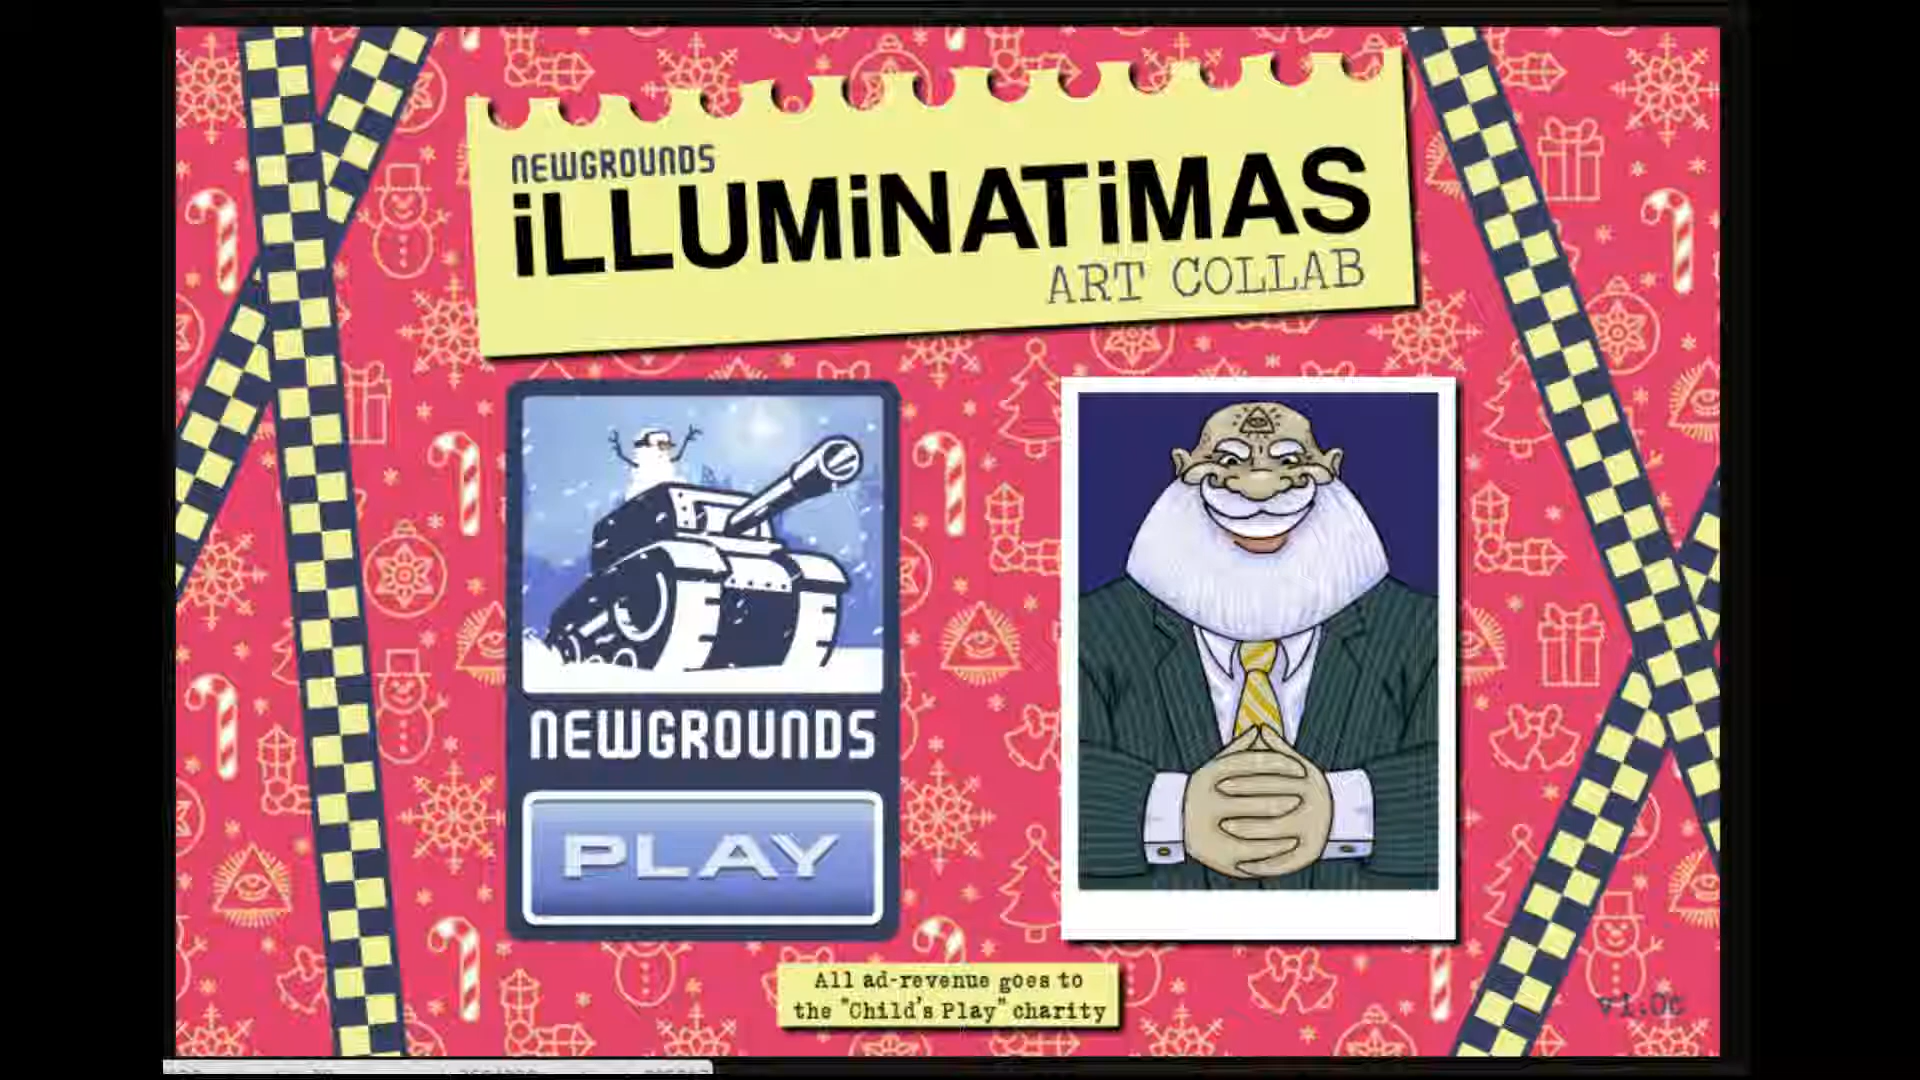 NEWGROUNDS
iLLUMiNATiMAS
ART COLLAB
NEWGROUNDS
PLAY
All ad-revenue goes to
the "Child's Play" charity
v1.0c